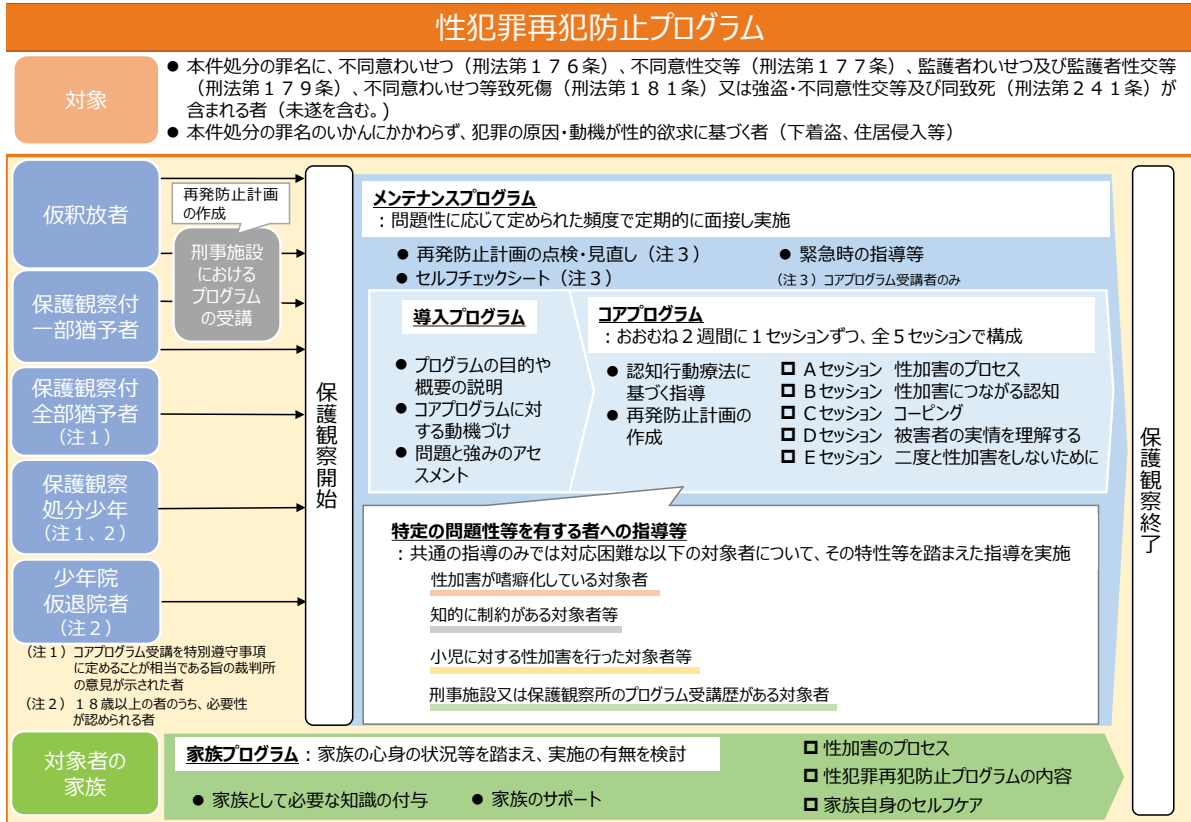 性犯罪再犯防止プログラム
対象
● 本件処分の罪名に、不同意わいせつ（刑法第１７６条）、不同意性交等（刑法第１７７条）、監護者わいせつ及び監護者性交等
（刑法第１７９条）、不同意わいせつ等致死傷（刑法第１８１条）又は強盗・不同意性交等及び同致死（刑法第２４１条）が
含まれる者（未遂を含む。)
● 本件処分の罪名のいかんにかかわらず、犯罪の原因・動機が性的欲求に基づく者（下着盗、住居侵入等）
仮釈放者
再発防止計画
の作成
刑事施設
における
プログラム
の受講
保護観察付
一部猶予者
保護観察付
全部猶予者
（注１）
保護観察
処分少年
（注１、２）
少年院
仮退院者
（注２）
（注１）コアプログラム受講を特別遵守事項
に定めることが相当である旨の裁判所
の意見が示された者
（注２）１８歳以上の者のうち、必要性
が認められる者
保護観察開始
メンテナンスプログラム
：問題性に応じて定められた頻度で定期的に面接し実施
● 再発防止計画の点検・見直し（注３）
● セルフチェックシート（注３）
● 緊急時の指導等
（注３）コアプログラム受講者のみ
導入プログラム
● プログラムの目的や
概要の説明
● コアプログラムに対
する動機づけ
● 問題と強みのアセ
スメント
コアプログラム
：おおむね２週間に１セッションずつ、全５セッションで構成
● 認知行動療法に
基づく指導
● 再発防止計画の
作成
□ Ａセッション 性加害のプロセス
□ Ｂセッション 性加害につながる認知
□ Ｃセッション コーピング
□ Ｄセッション 被害者の実情を理解する
□ Ｅセッション 二度と性加害をしないために
特定の問題性等を有する者への指導等
：共通の指導のみでは対応困難な以下の対象者について、その特性等を踏まえた指導を実施
性加害が嗜癖化している対象者
知的に制約がある対象者等
小児に対する性加害を行った対象者等
刑事施設又は保護観察所のプログラム受講歴がある対象者
保護観察終了
対象者の
家族
家族プログラム：家族の心身の状況等を踏まえ、実施の有無を検討
● 家族として必要な知識の付与 ● 家族のサポート
□ 性加害のプロセス
□ 性犯罪再犯防止プログラムの内容
□ 家族自身のセルフケア